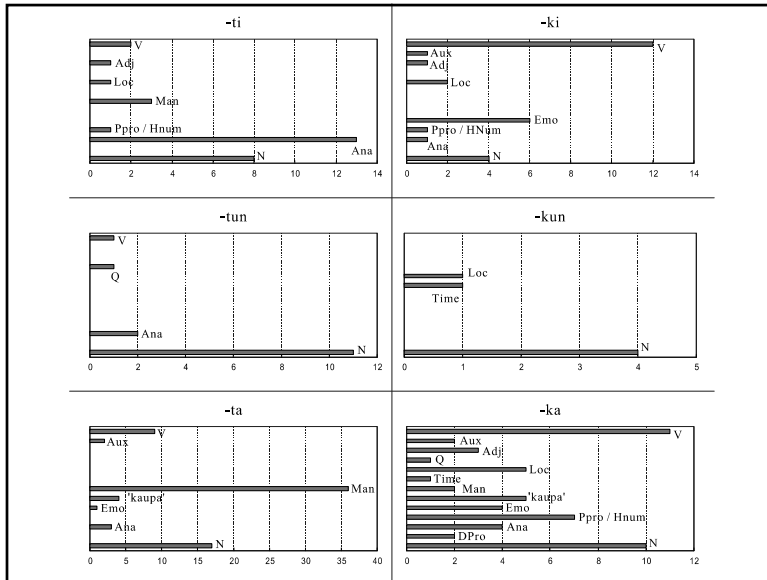 -ti
V
Adj
Loc
Man
Ppro / Hnum
Ana
N
0 2 4 6 8 10 12 14
-ki
V
Aux
Adj
Loc
Emo
Ppro / HNum
Ana
N
0 2 4 6 8 10 12 14
-tun
V
Q
Ana
N
0 2 4 6 8 10 12
-kun
Loc
Time
N
0 1 2 3 4 5
-ta
V
Aux
Man
'kaupa'
Emo
Ana
N
0 5 10 15 20 25 30 35 40
-ka
V
Aux
Adj
Q
Loc
Time
Man
'kaupa'
Emo
Ppro / Hnum
Ana
DPro
N
0 2 4 6 8 10 12